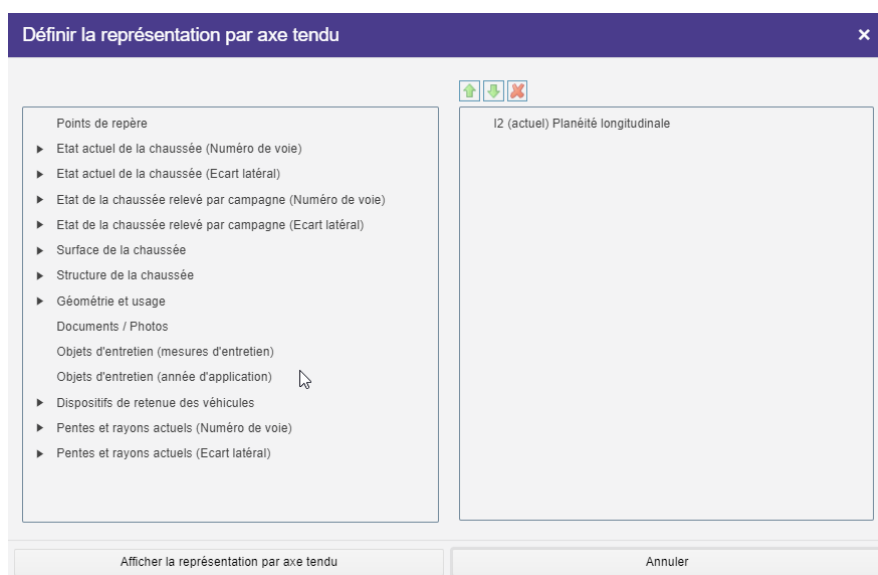 Définir la représentation par axe tendu
Points de repère
Etat actuel de la chaussée (Numéro de voie)
Etat actuel de la chaussée (Ecart latéral)
Etat de la chaussée relevé par campagne (Numéro de voie)
Etat de la chaussée relevé par campagne (Ecart latéral)
Surface de la chaussée
Structure de la chaussée
Géométrie et usage
Documents / Photos
Objets d'entretien (mesures d'entretien)
Objets d'entretien (année d'application)
Dispositifs de retenue des véhicules
Pentes et rayons actuels (Numéro de voie)
Pentes et rayons actuels (Ecart latéral)
I2 (actuel) Planéité longitudinale
Afficher la représentation par axe tendu
Annuler